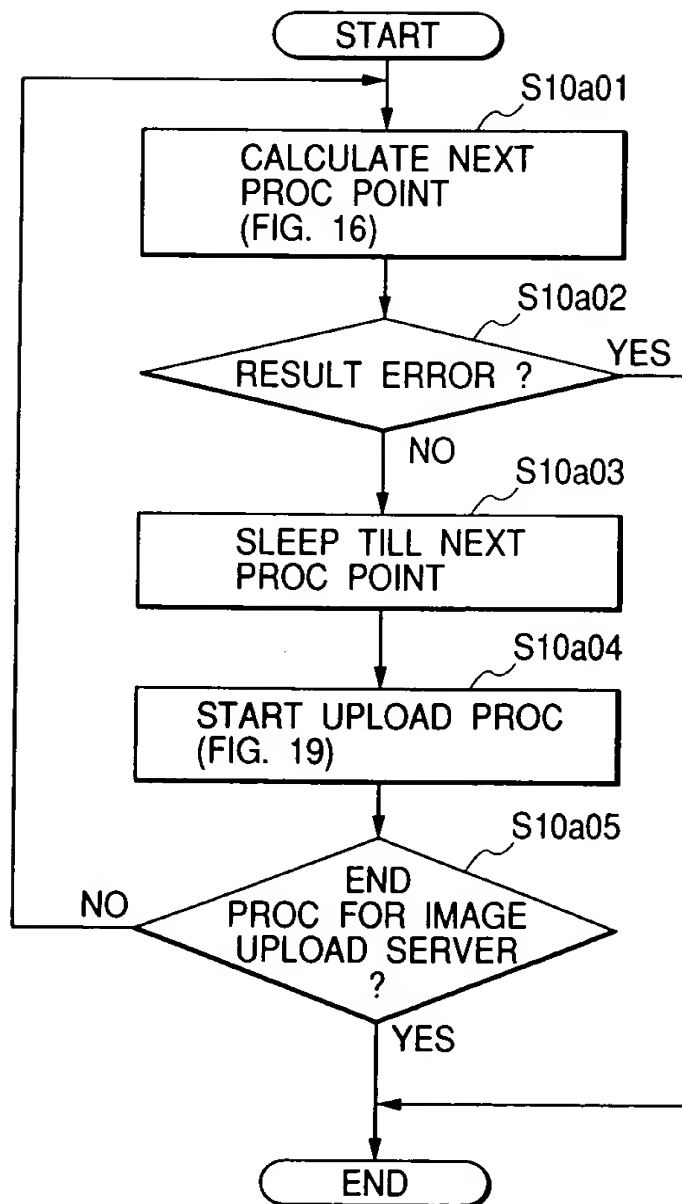 START
S10a01
CALCULATE NEXT
PROC POINT
(FIG. 16)
S10a02
RESULT ERROR ?
YES
NO
S10a03
SLEEP TILL NEXT
PROC POINT
S10a04
START UPLOAD PROC
(FIG. 19)
S10a05
END
PROC FOR IMAGE
UPLOAD SERVER
?
NO
YES
END